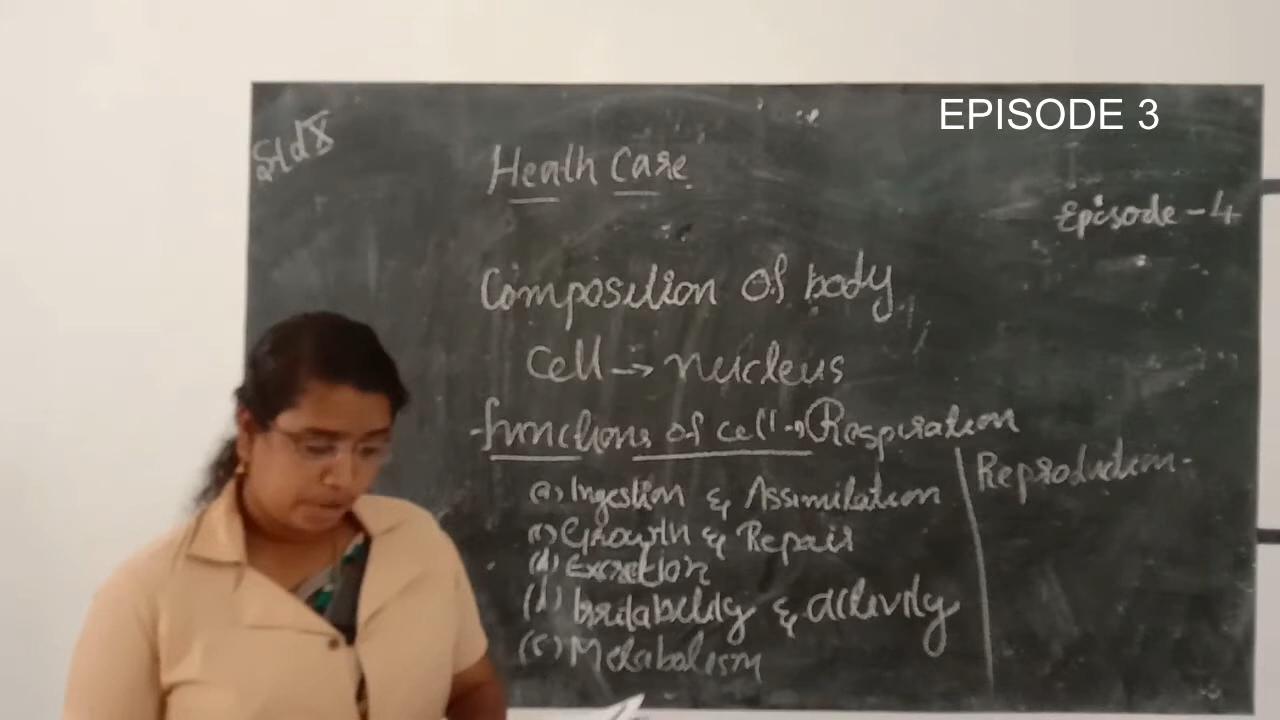 EPISODE 3
Std X
Health Care
Episode - 4
Composition of body
Cell → nucleus
functions of cell → Respiration
Reproduction.
(a) Ingestion & Assimilation
(c) Growth & Repair
(d) Excretion
(d) Irritability & activity
(c) Metabolism